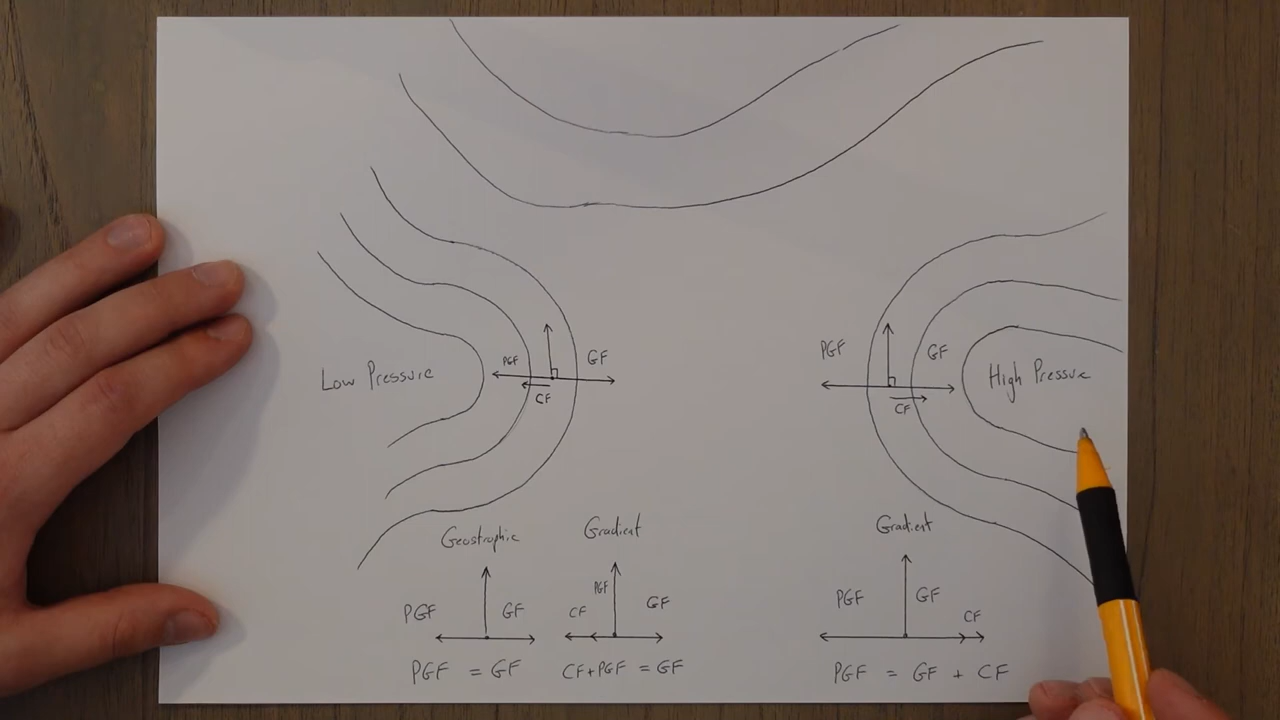 PGF GF
Low Pressure
CF
PGF GF
High Pressure
CF
Geostrophic
PGF GF
PGF = GF
Gradient
PGF
CF GF
CF+PGF = GF
Gradient
PGF GF
CF
PGF = GF + CF